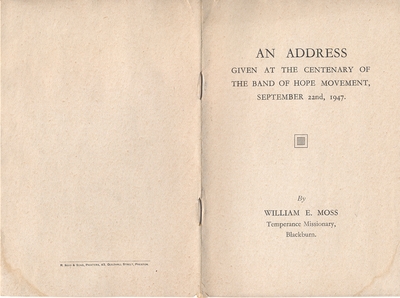 AN ADDRESS
GIVEN AT THE CENTENARY OF
THE BAND OF HOPE MOVEMENT,
SEPTEMBER 22nd, 1947.
By
WILLIAM E. MOSS
Temperance Missionary,
Blackburn.